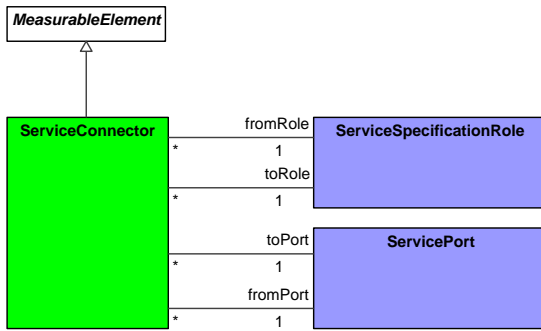 MeasurableElement
ServiceConnector
fromRole
ServiceSpecificationRole
*
1
toRole
*
1
toPort
ServicePort
*
1
fromPort
*
1